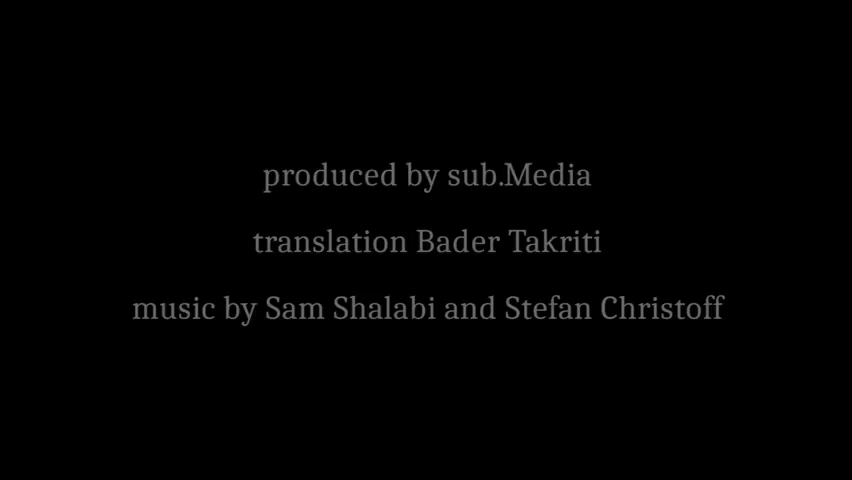 produced by sub.Media
translation Bader Takriti
music by Sam Shalabi and Stefan Christoff